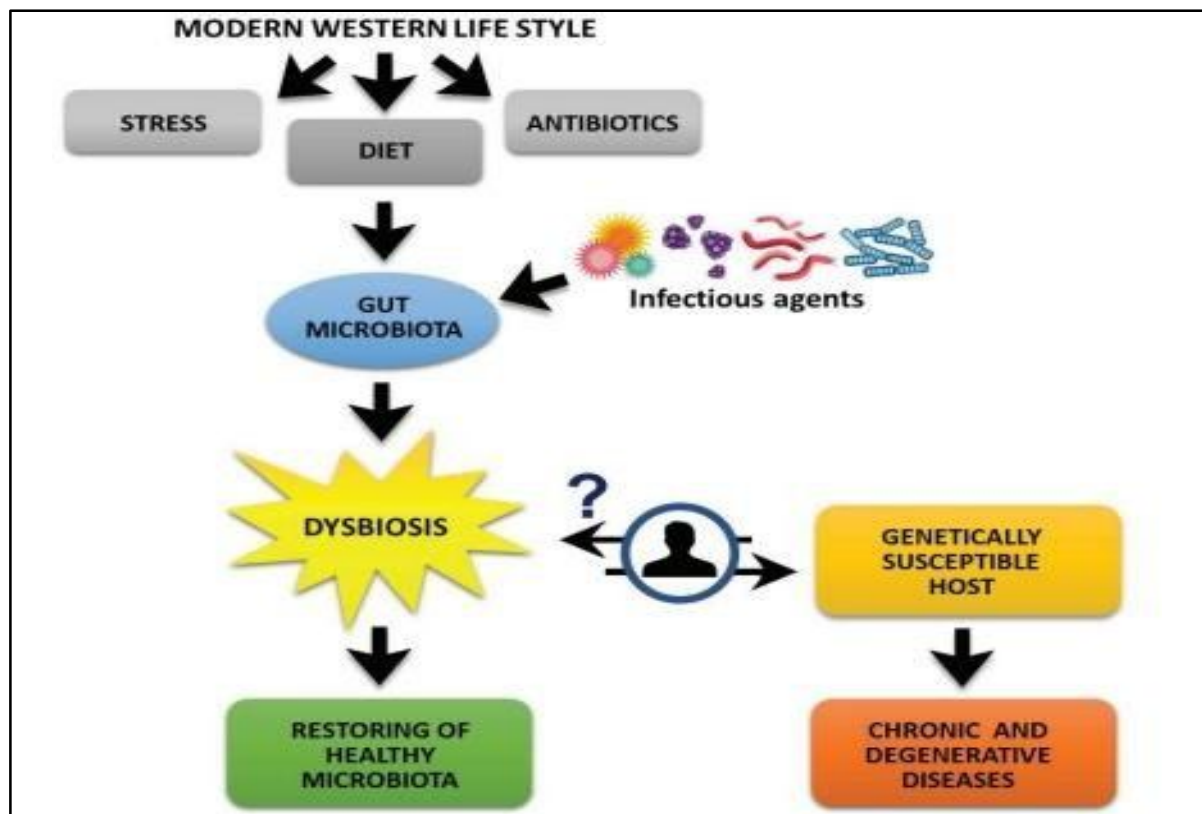 MODERN WESTERN LIFE STYLE
STRESS
DIET
ANTIBIOTICS
Infectious agents
GUT
MICROBIOTA
DYSBIOSIS
?
GENETICALLY
SUSCEPTIBLE
HOST
RESTORING OF
HEALTHY
MICROBIOTA
CHRONIC AND
DEGENERATIVE
DISEASES